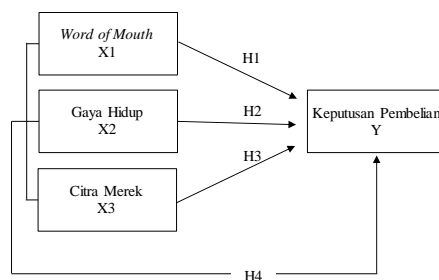 Word of Mouth
X1
H1
Gaya Hidup
X2
H2
Keputusan Pembelian
Y
H3
Citra Merek
X3
H4